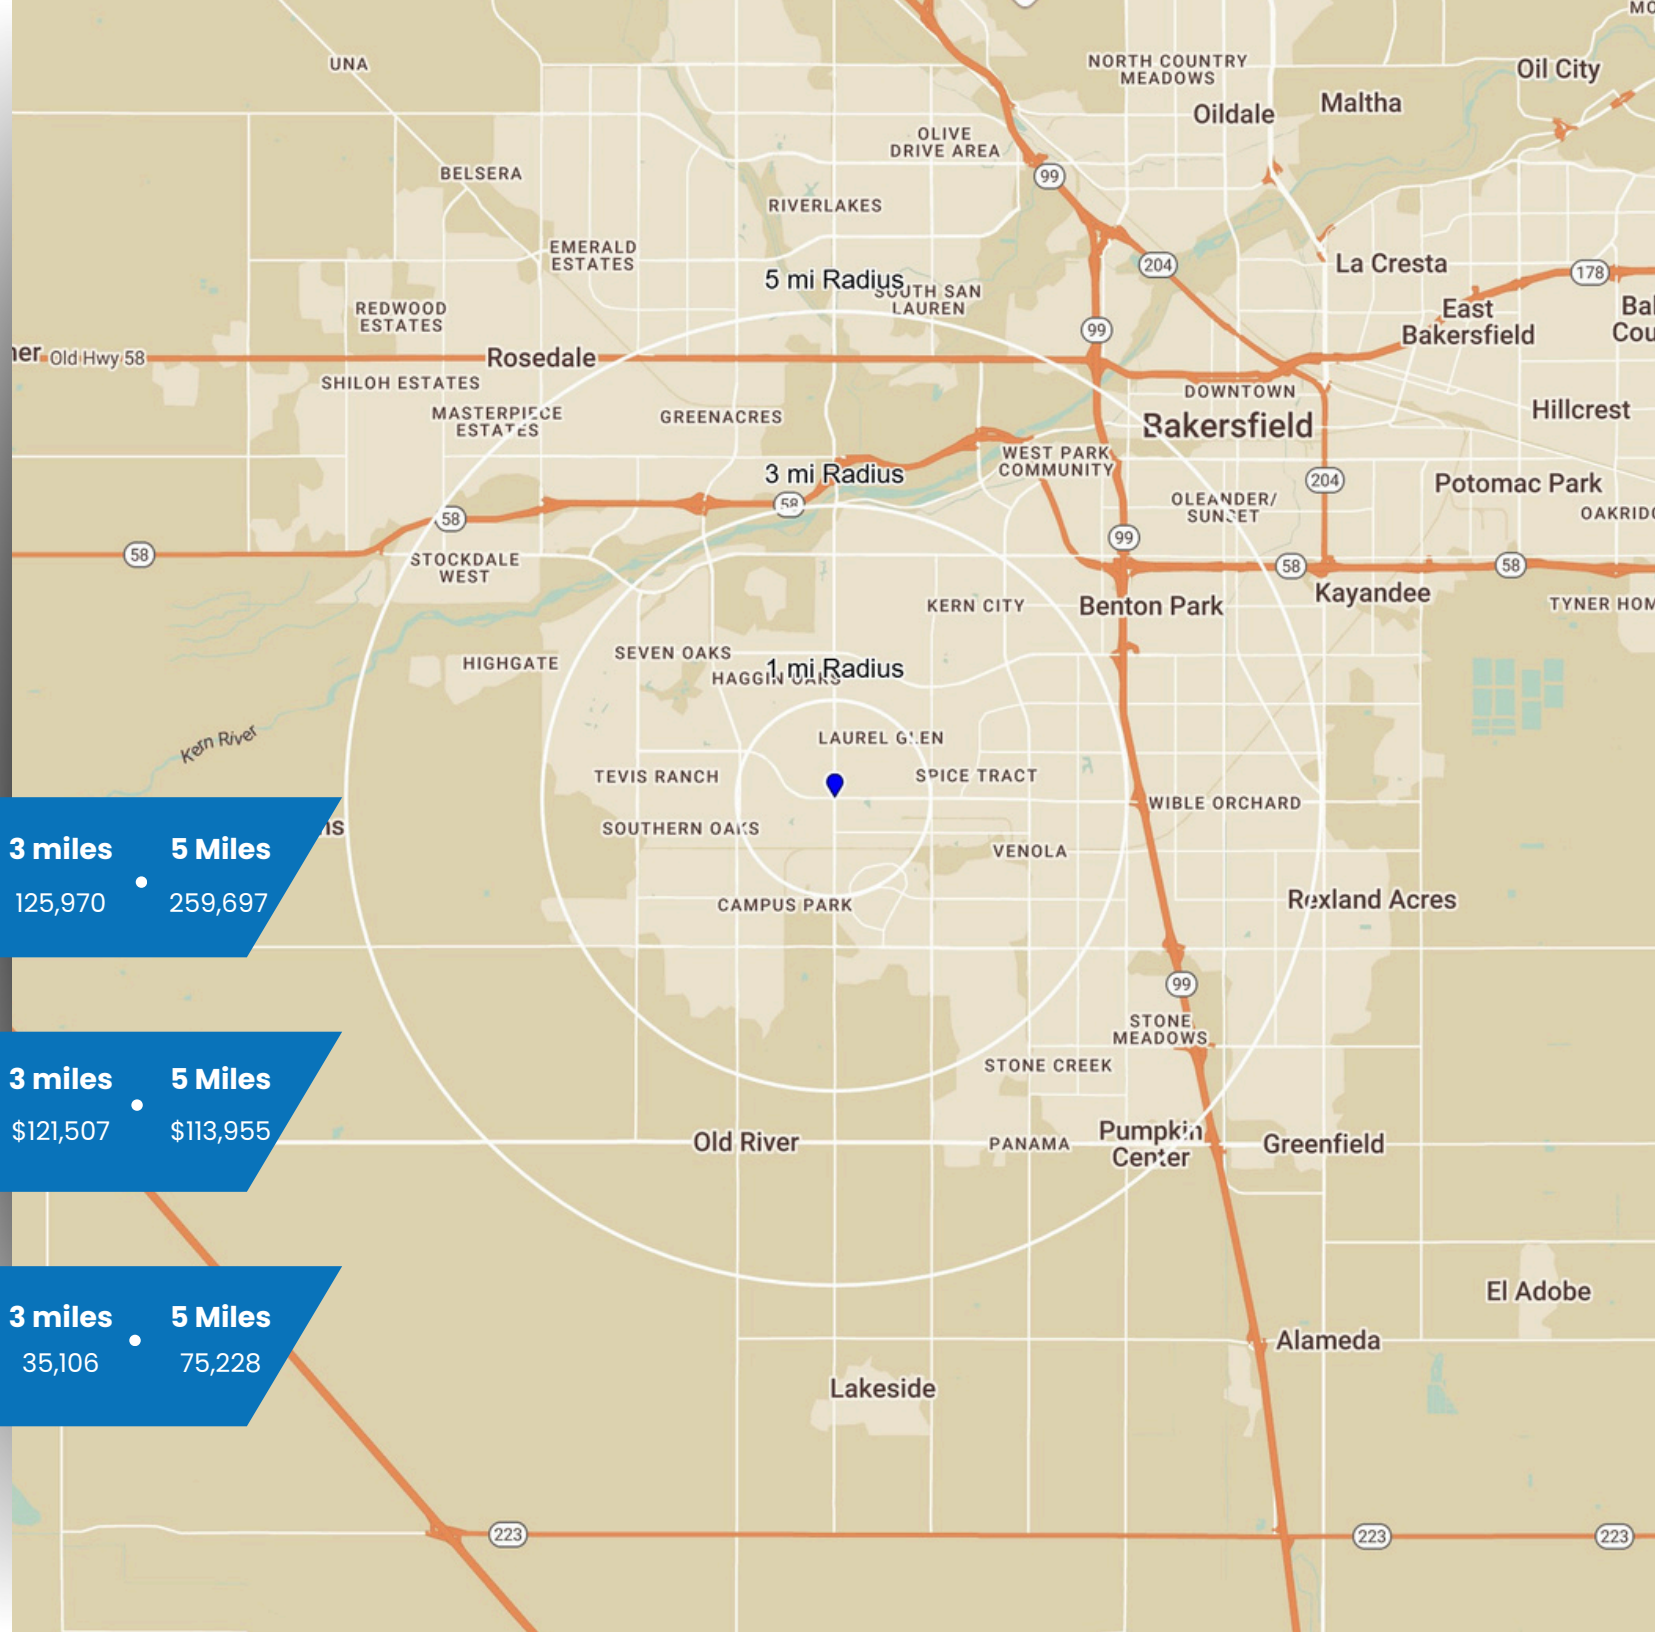 UNA
NORTH COUNTRY
MEADOWS
Oil City
Maltha
Oildale
OLIVE
DRIVE AREA
BELSERA
99
RIVERLAKES
EMERALD
ESTATES
204
La Cresta
178
5 mi Radius
SOUTH SAN
LAUREN
REDWOOD
ESTATES
99
East
Bakersfield
Old Hwy 58
Rosedale
SHILOH ESTATES
DOWNTOWN
MASTERPIECE
ESTATES
GREENACRES
Bakersfield
Hillcrest
WEST PARK
COMMUNITY
3 mi Radius
204
Potomac Park
58
58
OLEANDER/
SUNSET
99
58
STOCKDALE
WEST
58
58
Kayandee
KERN CITY
Benton Park
SEVEN OAKS
HIGHGATE
1 mi Radius
HAGGIN OAKS
Kern River
LAUREL GLEN
TEVIS RANCH
SPICE TRACT
WIBLE ORCHARD
SOUTHERN OAKS
VENOLA
3 miles
5 Miles
125,970
259,697
CAMPUS PARK
Rexland Acres
99
STONE
MEADOWS
STONE CREEK
3 miles
5 Miles
$121,507
$113,955
Old River
PANAMA
Pumpkin
Center
Greenfield
El Adobe
3 miles
5 Miles
35,106
75,228
Alameda
Lakeside
223
223
223